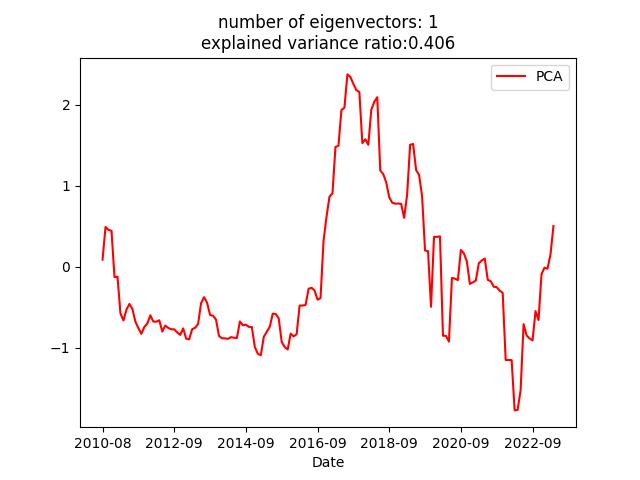 number of eigenvectors: 1
explained variance ratio:0.406
PCA
2
1
0
−1
2010-08 2012-09 2014-09 2016-09 2018-09 2020-09 2022-09
Date